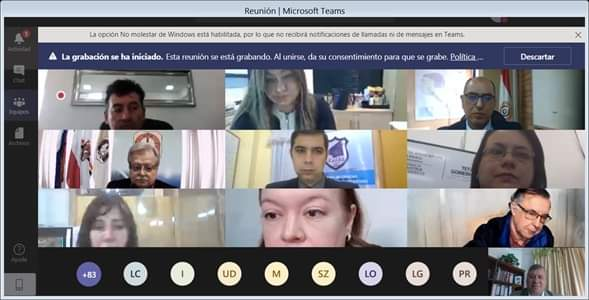 Reunión | Microsoft Teams
La opción No molestar de Windows está habilitada, por lo que no recibirá notificaciones de llamadas ni de mensajes en Teams.
Actividad
La grabación se ha iniciado. Esta reunión se está grabando. Al unirse, da su consentimiento para que se grabe. Política ...
Descartar
Chat
Equipos
Archivos
Ayuda
+83
LC
I
UD
M
SZ
LO
LG
PR